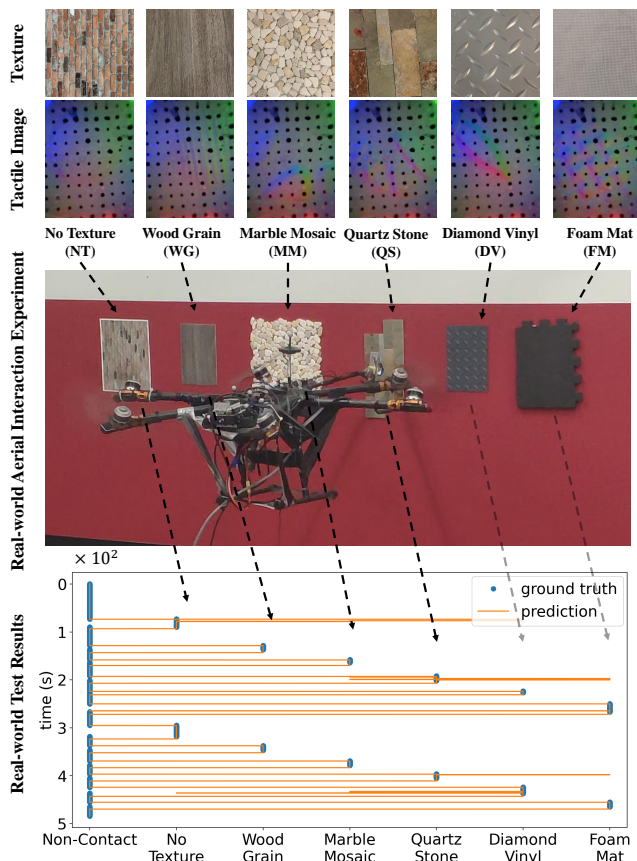 Texture
Tactile Image
No Texture
(NT)
Wood Grain
(WG)
Marble Mosaic
(MM)
Quartz Stone
(QS)
Diamond Vinyl
(DV)
Foam Mat
(FM)
Real-world Aerial Interaction Experiment
Real-world Test Results
× 10²
time (s)
0
1
2
3
4
5
ground truth
prediction
Non-Contact
No
Texture
Wood
Grain
Marble
Mosaic
Quartz
Stone
Diamond
Vinyl
Foam
Mat